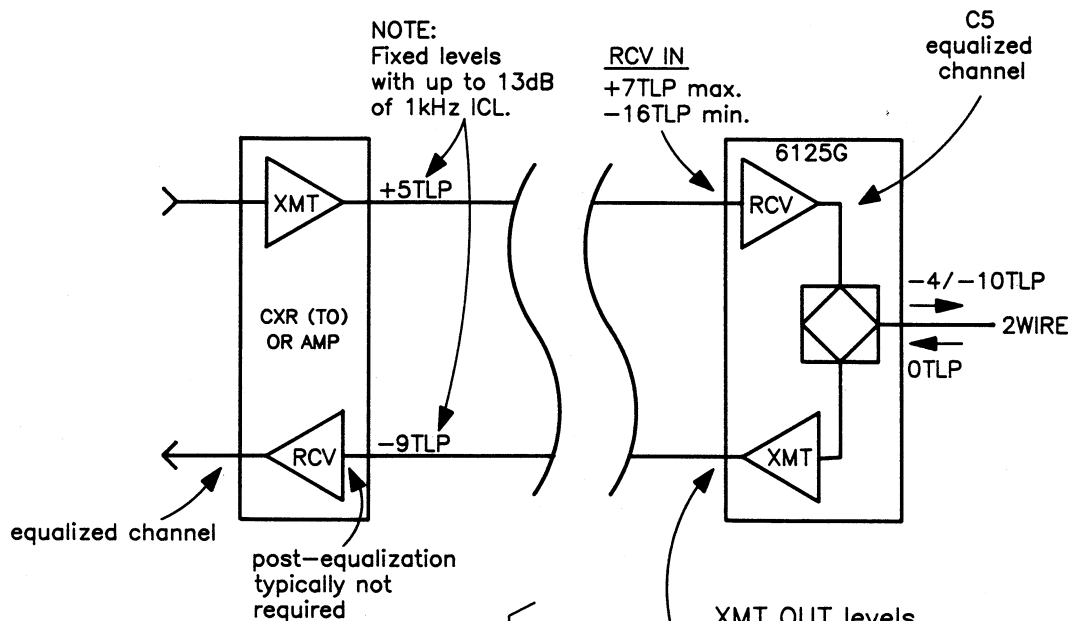 NOTE:
Fixed levels
with up to 13dB
of 1kHz ICL.
RCV IN
+7TLP max.
−16TLP min.
C5
equalized
channel
6125G
XMT
+5TLP
RCV
CXR (TO)
OR AMP
−4/−10TLP
2WIRE
0TLP
RCV
−9TLP
XMT
equalized channel
post−equalization
typically not
required
XMT OUT levels